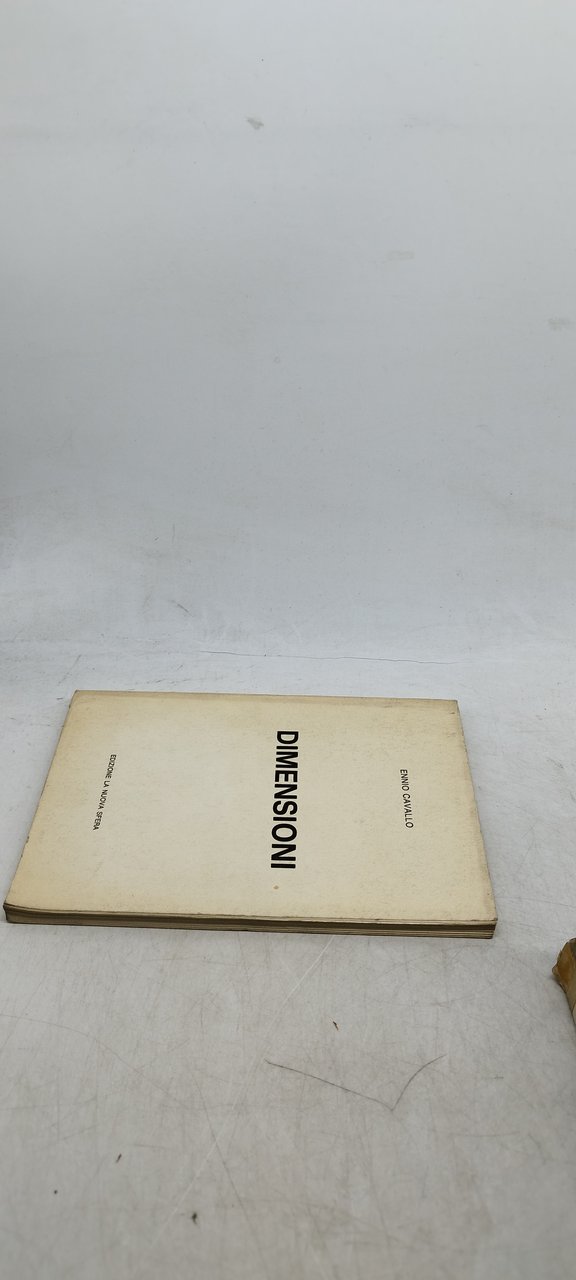 ENNIO CAVALLO
DIMENSIONI
EDIZIONE LA NUOVA SFERA